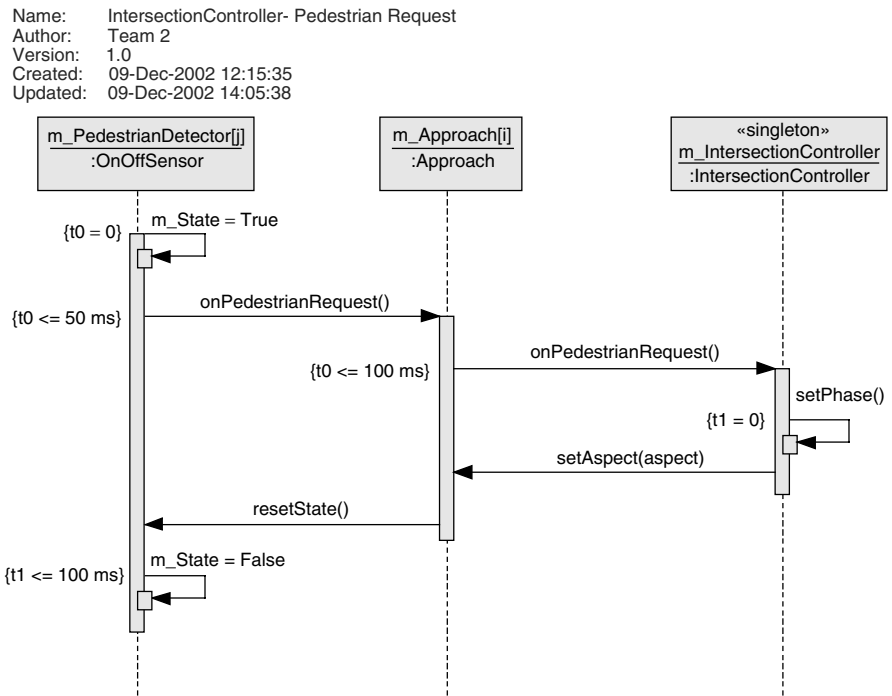 Name: IntersectionController- Pedestrian Request
Author: Team 2
Version: 1.0
Created: 09-Dec-2002 12:15:35
Updated: 09-Dec-2002 14:05:38
m_PedestrianDetector[j]
:OnOffSensor
m_Approach[i]
:Approach
«singleton»
m_IntersectionController
:IntersectionController
m_State = True
{t0 = 0}
onPedestrianRequest()
{t0 <= 50 ms}
onPedestrianRequest()
{t0 <= 100 ms}
setPhase()
{t1 = 0}
setAspect(aspect)
resetState()
m_State = False
{t1 <= 100 ms}